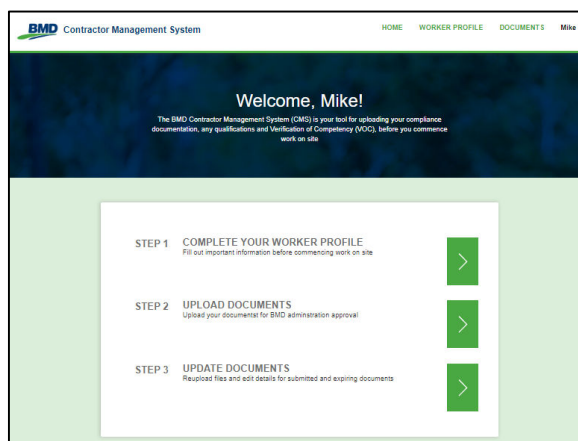 BMD Contractor Management System
HOME WORKER PROFILE DOCUMENTS Mike
Welcome, Mike!
The BMD Contractor Management System (CMS) is your tool for uploading your compliance
documentation, any qualifications and Verification of Competency (VOC), before you commence
work on site
STEP 1 COMPLETE YOUR WORKER PROFILE
Fill out important information before commencing work on site
STEP 2 UPLOAD DOCUMENTS
Upload your documentst for BMD adminstration approval
STEP 3 UPDATE DOCUMENTS
Reupload files and edit details for submitted and expiring documents